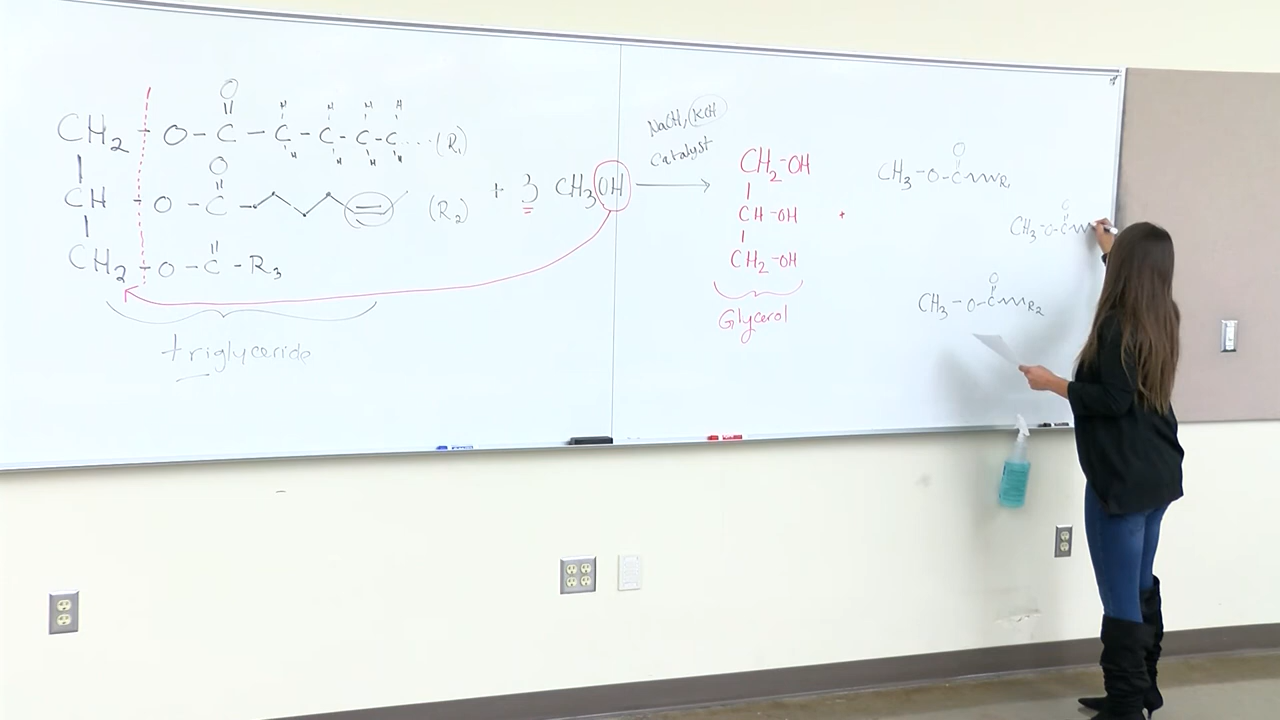 O
||
H H H H
CH2 - O - C - C - C - C - C ..... (R1)
H H H H
|
O
||
CH - O - C (R2)
|
||
CH2 - O - C - R3
triglyceride
+ 3 CH3OH
NaOH, KOH
Catalyst
CH2-OH
|
CH-OH
|
CH2-OH
Glycerol
+
O
||
CH3-O-C R1
O
||
CH3-O-C
O
||
CH3-O-C R2